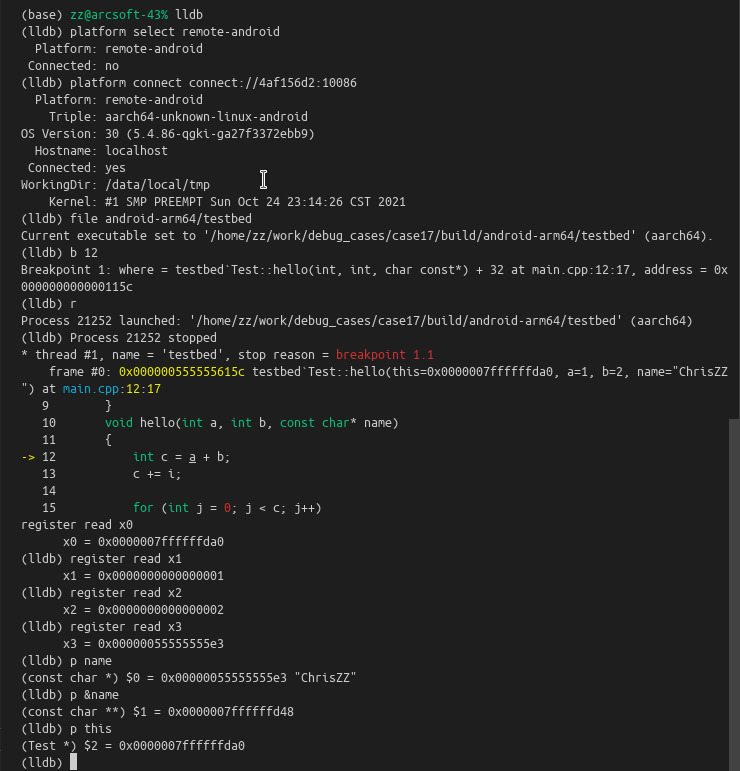 (base) zz@arcsoft-43% lldb
(lldb) platform select remote-android
  Platform: remote-android
 Connected: no
(lldb) platform connect connect://4af156d2:10086
  Platform: remote-android
    Triple: aarch64-unknown-linux-android
OS Version: 30 (5.4.86-qgki-ga27f3372ebb9)
  Hostname: localhost
 Connected: yes
WorkingDir: /data/local/tmp
    Kernel: #1 SMP PREEMPT Sun Oct 24 23:14:26 CST 2021
(lldb) file android-arm64/testbed
Current executable set to '/home/zz/work/debug_cases/case17/build/android-arm64/testbed' (aarch64).
(lldb) b 12
Breakpoint 1: where = testbed`Test::hello(int, int, char const*) + 32 at main.cpp:12:17, address = 0x
000000000000115c
(lldb) r
Process 21252 launched: '/home/zz/work/debug_cases/case17/build/android-arm64/testbed' (aarch64)
(lldb) Process 21252 stopped
* thread #1, name = 'testbed', stop reason = breakpoint 1.1
    frame #0: 0x000000555555615c testbed`Test::hello(this=0x0000007ffffffda0, a=1, b=2, name="ChrisZZ
") at main.cpp:12:17
   9        }
   10       void hello(int a, int b, const char* name)
   11       {
-> 12           int c = a + b;
   13           c += i;
   14
   15           for (int j = 0; j < c; j++)
register read x0
      x0 = 0x0000007ffffffda0
(lldb) register read x1
      x1 = 0x0000000000000001
(lldb) register read x2
      x2 = 0x0000000000000002
(lldb) register read x3
      x3 = 0x00000055555555e3
(lldb) p name
(const char *) $0 = 0x00000055555555e3 "ChrisZZ"
(lldb) p &name
(const char **) $1 = 0x0000007ffffffd48
(lldb) p this
(Test *) $2 = 0x0000007ffffffda0
(lldb)